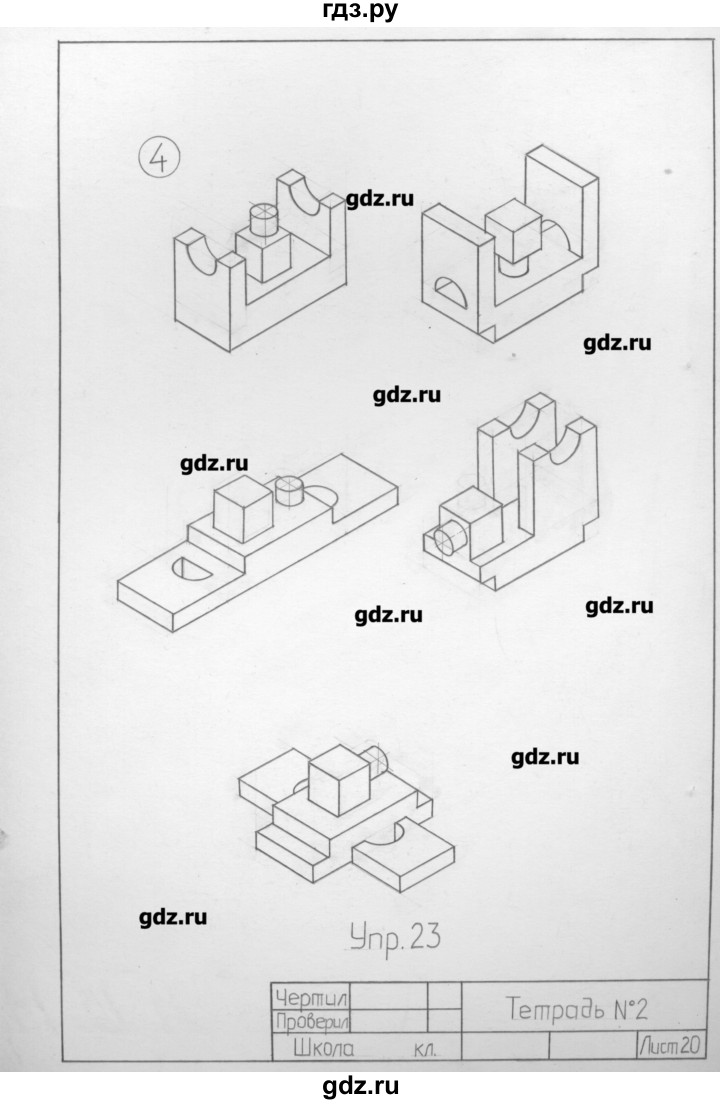 гдз.ру
4
gdz.ru
gdz.ru
gdz.ru
gdz.ru
gdz.ru
gdz.ru
gdz.ru
gdz.ru
Упр. 23
Чертил
Проверил
Тетрадь №2
Школа кл.
Лист 20
gdz.ru